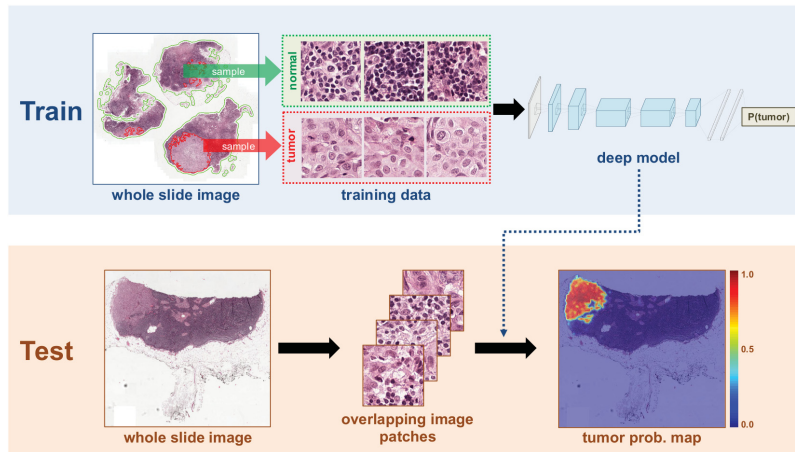 Train
sample
sample
normal
tumor
whole slide image
training data
P(tumor)
deep model
Test
whole slide image
overlapping image
patches
1.0
0.5
0.0
tumor prob. map